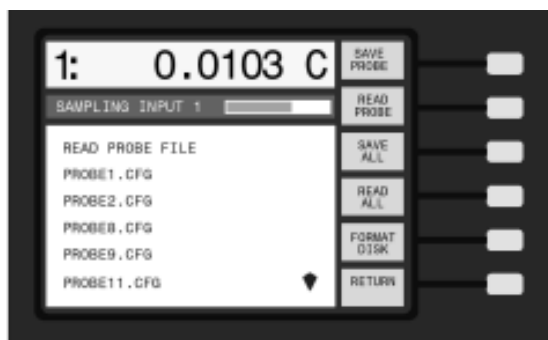 1: 0.0103 C
SAMPLING INPUT 1
READ PROBE FILE
PROBE1.CFG
PROBE2.CFG
PROBE8.CFG
PROBE9.CFG
PROBE11.CFG
SAVE
PROBE
READ
PROBE
SAVE
ALL
READ
ALL
FORMAT
DISK
RETURN